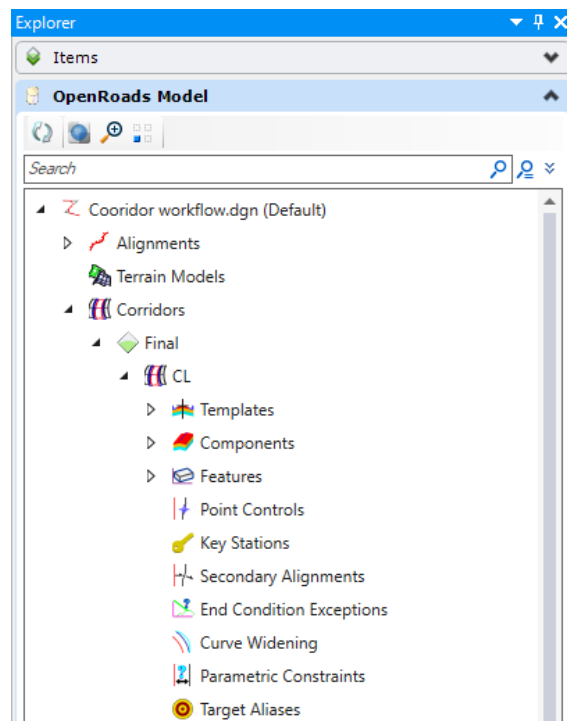 Explorer
Items
OpenRoads Model
Search
Cooridor workflow.dgn (Default)
Alignments
Terrain Models
Corridors
Final
CL
Templates
Components
Features
Point Controls
Key Stations
Secondary Alignments
End Condition Exceptions
Curve Widening
Parametric Constraints
Target Aliases